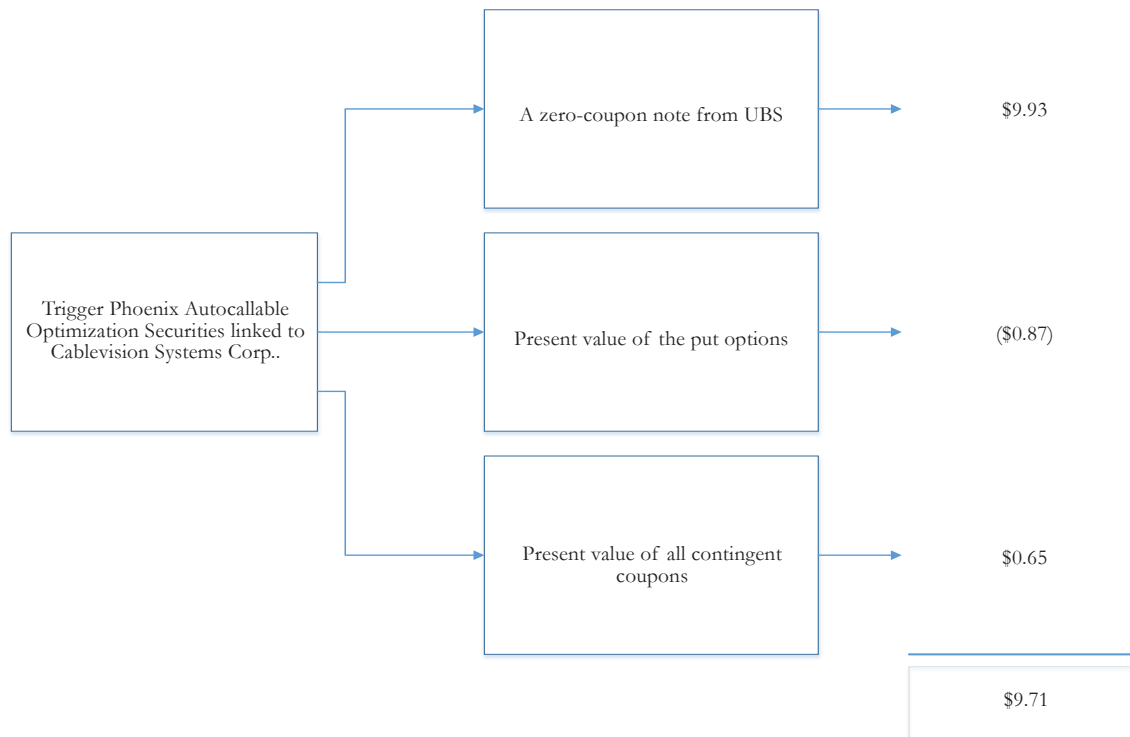 A zero-coupon note from UBS
$9.93
Trigger Phoenix Autocallable
Optimization Securities linked to
Cablevision Systems Corp..
Present value of the put options
($0.87)
Present value of all contingent
coupons
$0.65
$9.71